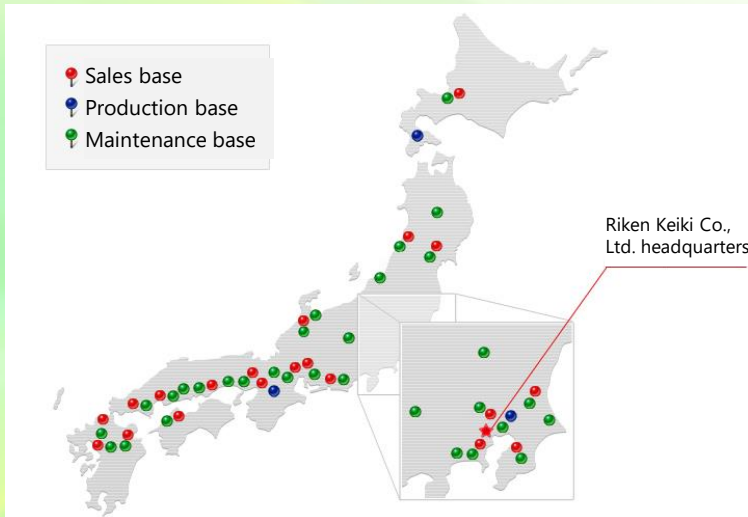 Sales base
Production base
Maintenance base
Riken Keiki Co.,
Ltd. headquarters